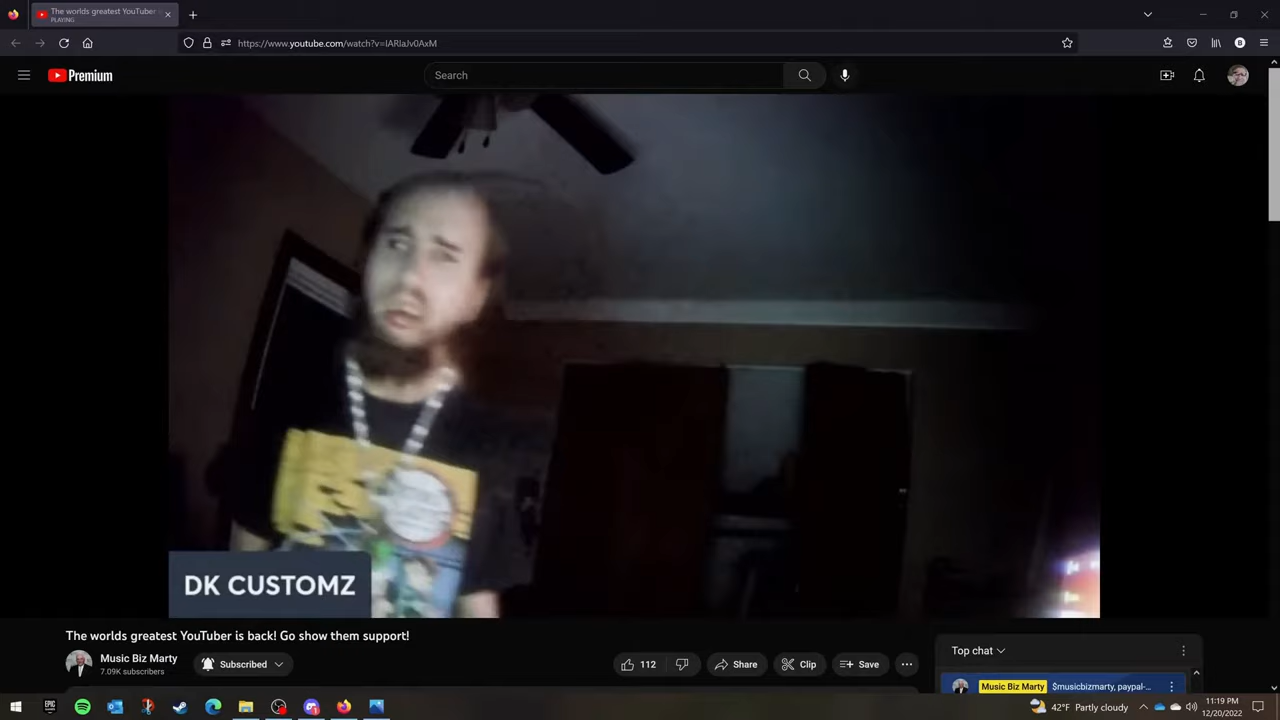 The worlds greatest YouTuber
PLAYING
https://www.youtube.com/watch?v=lARlaJv0AxM
B
Premium
Search
DK CUSTOMZ
The worlds greatest YouTuber is back! Go show them support!
Music Biz Marty
7.09K subscribers
Subscribed
112
Share
Clip
Save
Top chat
Music Biz Marty $musicbizmarty, paypal-...
EPIC
GAMES
42°F Partly cloudy
11:19 PM
12/20/2022